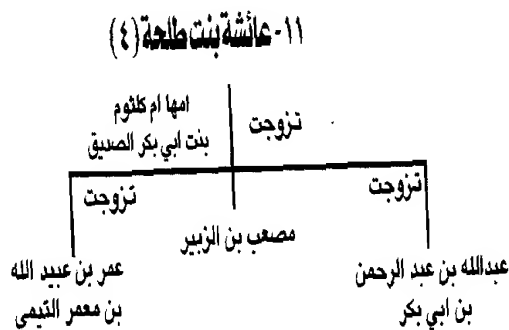 ١١- عائشة بنت طلحة (٤)
امها ام كلثوم
بنت ابي بكر الصديق
تزوجت
تزوجت
تزوجت
مصعب بن الزبير
عبدالله بن عبد الرحمن
بن ابي بكر
عمر بن عبيد الله
بن معمر التيمى